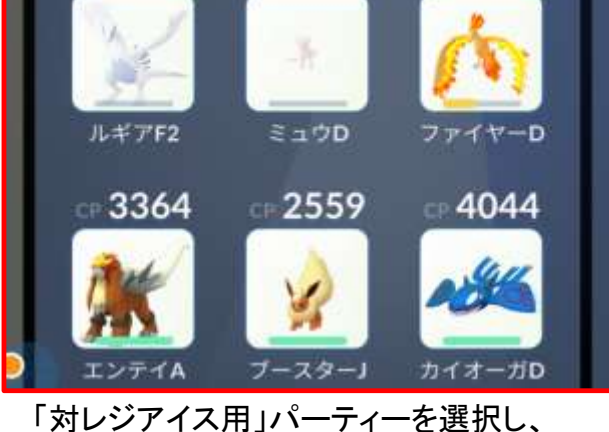 ルギアF2 ミュウD ファイヤーD
CP 3364 CP 2559 CP 4044
エンテイA ブースターJ カイオーガD
「対レジアイス用」パーティーを選択し、